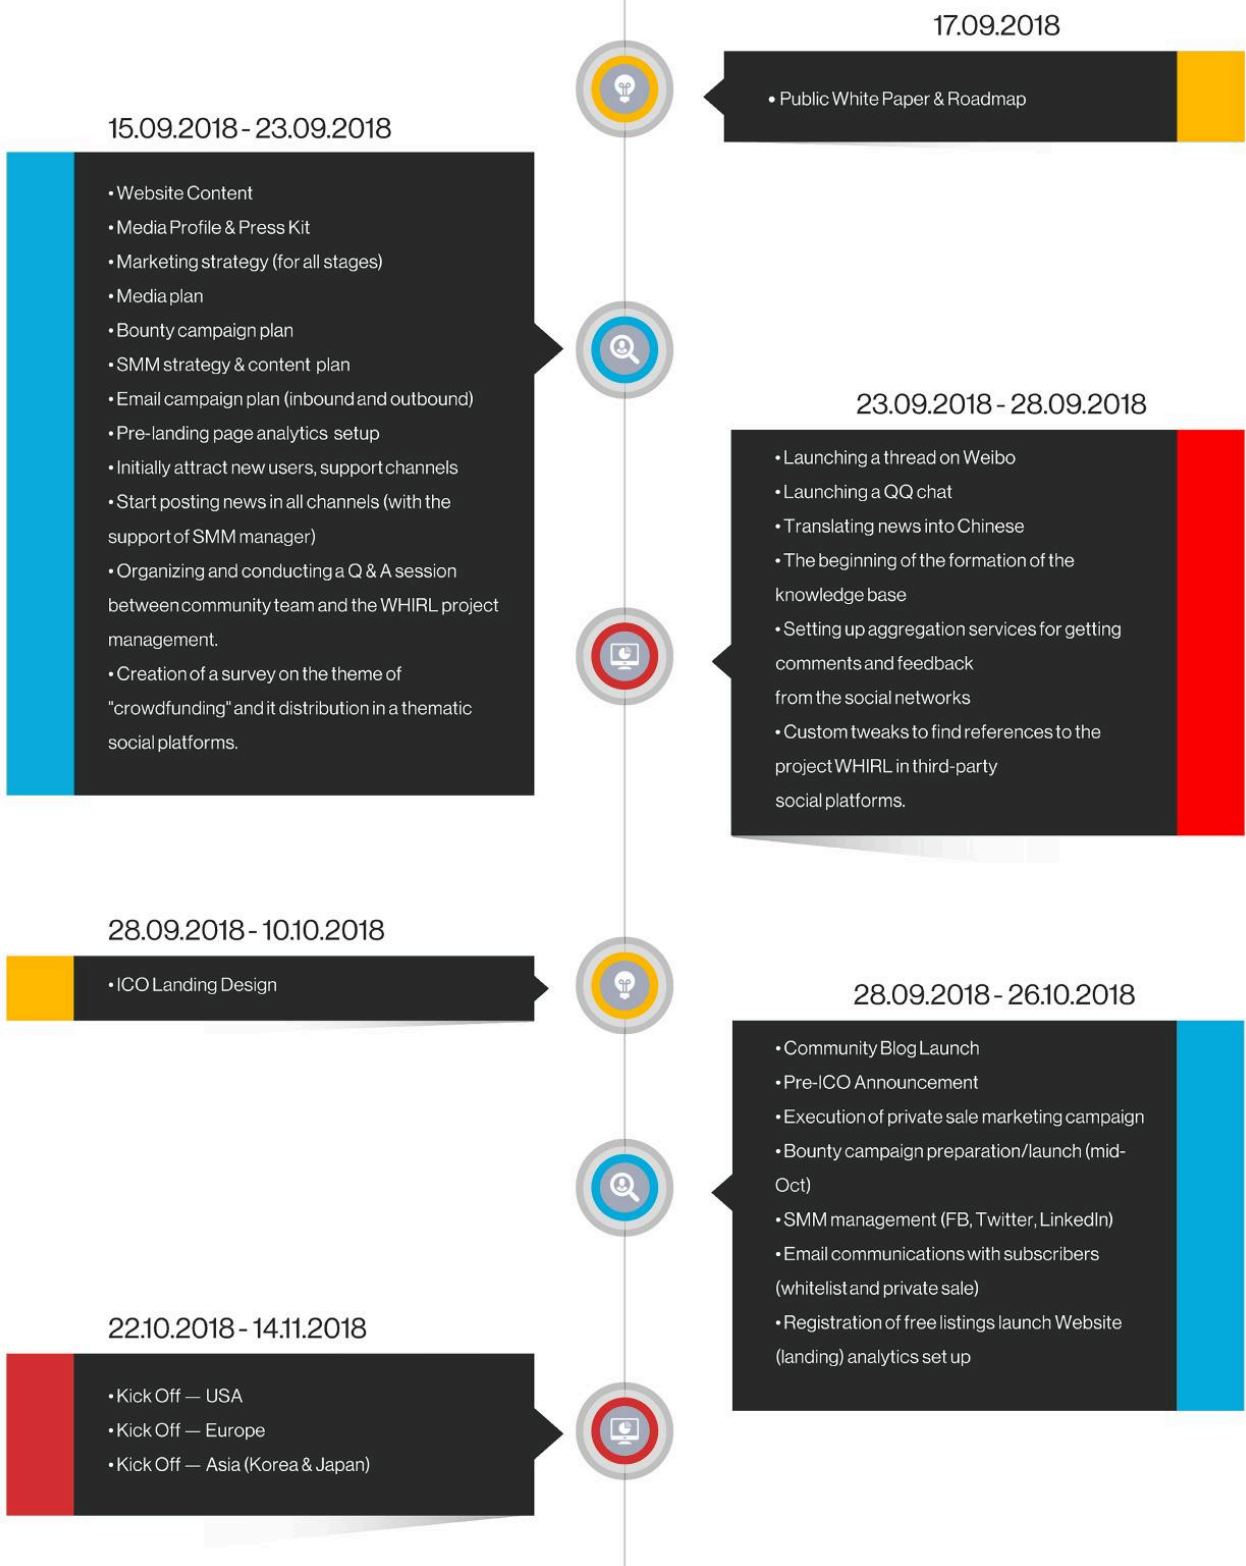 17.09.2018
• Public White Paper & Roadmap
15.09.2018 - 23.09.2018
• Website Content
• Media Profile & Press Kit
• Marketing strategy (for all stages)
• Media plan
• Bounty campaign plan
• SMM strategy & content plan
• Email campaign plan (inbound and outbound)
• Pre-landing page analytics setup
• Initially attract new users, support channels
• Start posting news in all channels (with the
support of SMM manager)
• Organizing and conducting a Q & A session
between community team and the WHIRL project
management.
• Creation of a survey on the theme of
"crowdfunding" and it distribution in a thematic
social platforms.
23.09.2018 - 28.09.2018
• Launching a thread on Weibo
• Launching a QQ chat
• Translating news into Chinese
• The beginning of the formation of the
knowledge base
• Setting up aggregation services for getting
comments and feedback
from the social networks
• Custom tweaks to find references to the
project WHIRL in third-party
social platforms.
28.09.2018 - 10.10.2018
• ICO Landing Design
28.09.2018 - 26.10.2018
• Community Blog Launch
• Pre-ICO Announcement
• Execution of private sale marketing campaign
• Bounty campaign preparation/launch (mid-
Oct)
• SMM management (FB, Twitter, LinkedIn)
• Email communications with subscribers
(whitelist and private sale)
• Registration of free listings launch Website
(landing) analytics set up
22.10.2018 - 14.11.2018
• Kick Off — USA
• Kick Off — Europe
• Kick Off — Asia (Korea & Japan)